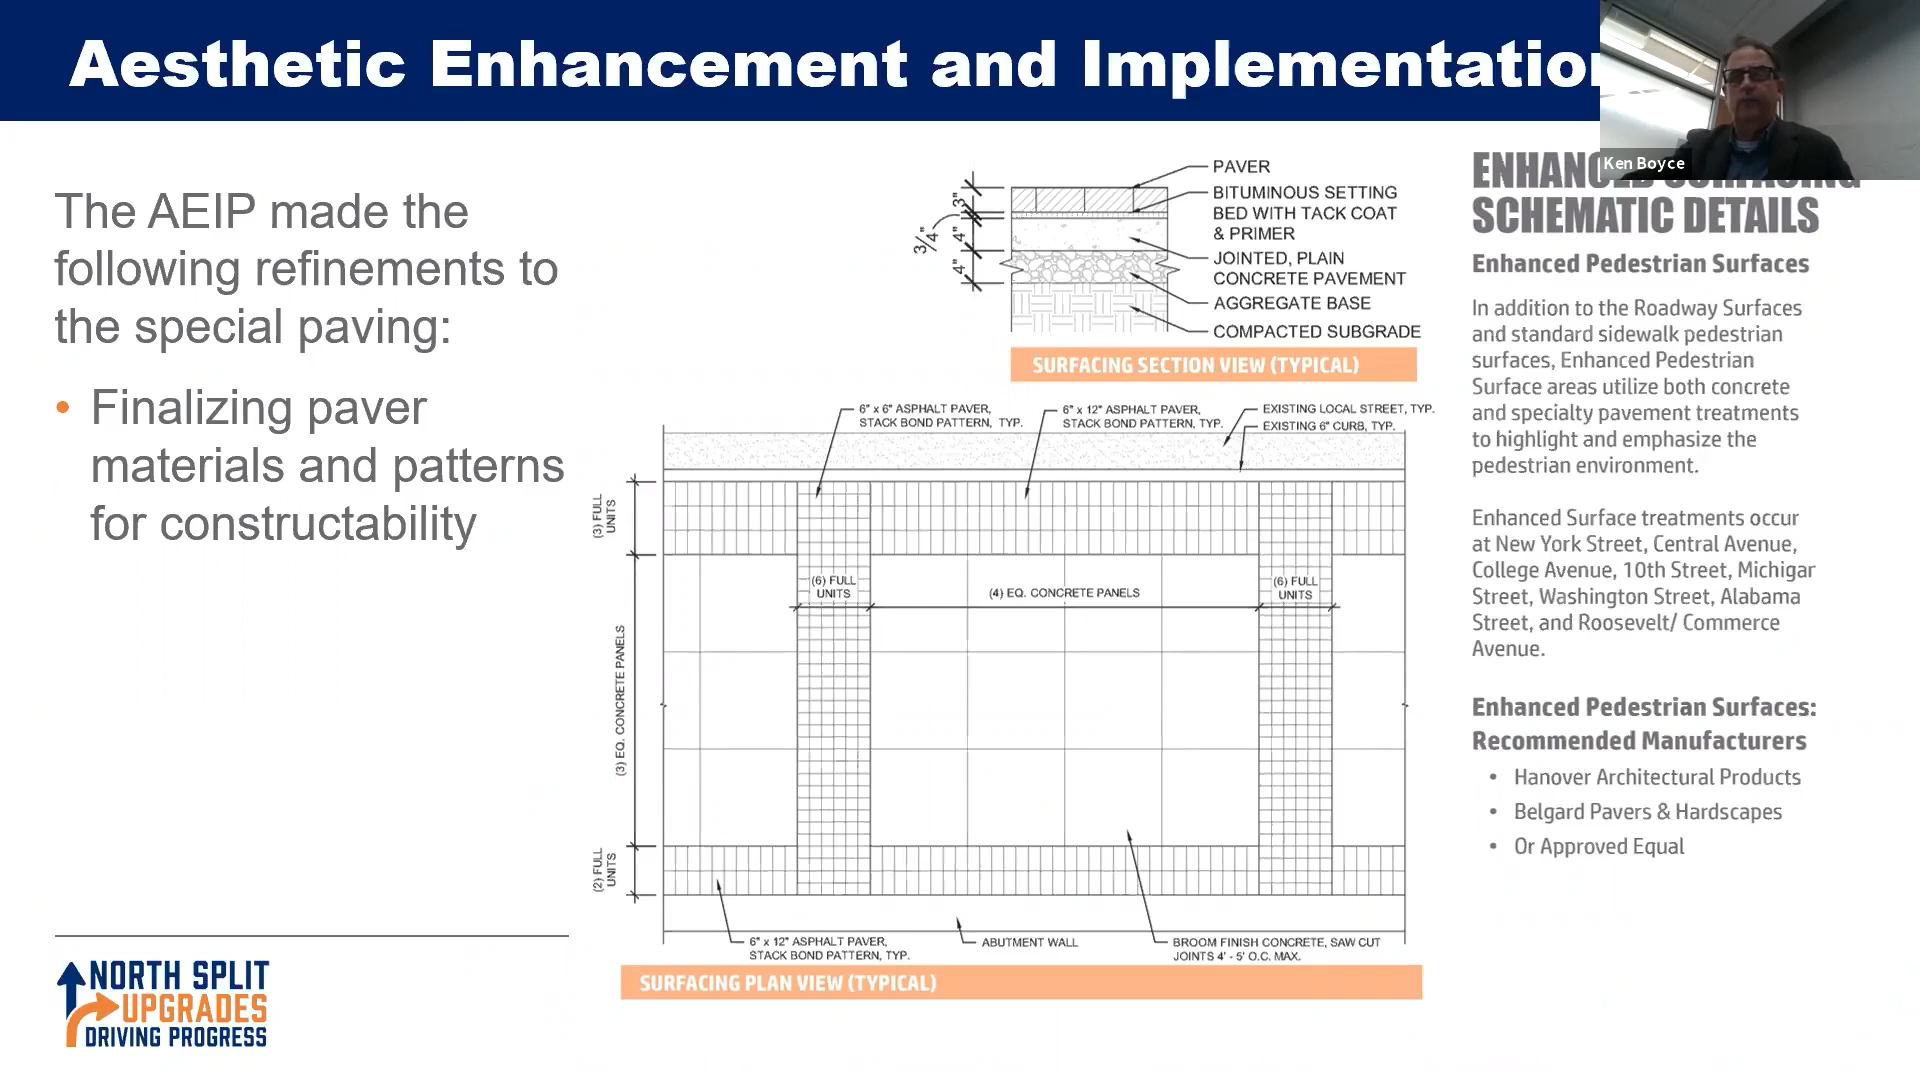 Aesthetic Enhancement and Implementation
Ken Boyce
The AEIP made the
following refinements to
the special paving:
• Finalizing paver
materials and patterns
for constructability
NORTH SPLIT
UPGRADES
DRIVING PROGRESS
PAVER
BITUMINOUS SETTING
BED WITH TACK COAT
& PRIMER
JOINTED, PLAIN
CONCRETE PAVEMENT
AGGREGATE BASE
COMPACTED SUBGRADE
3"
3/4"
4"
4"
SURFACING SECTION VIEW (TYPICAL)
6" x 6" ASPHALT PAVER,
STACK BOND PATTERN, TYP.
6" x 12" ASPHALT PAVER,
STACK BOND PATTERN, TYP.
EXISTING LOCAL STREET, TYP.
EXISTING 6" CURB, TYP.
(3) FULL
UNITS
(6) FULL
UNITS
(4) EQ. CONCRETE PANELS
(6) FULL
UNITS
(3) EQ. CONCRETE PANELS
(2) FULL
UNITS
6" x 12" ASPHALT PAVER,
STACK BOND PATTERN, TYP.
ABUTMENT WALL
BROOM FINISH CONCRETE, SAW CUT
JOINTS 4' - 5' O.C. MAX.
SURFACING PLAN VIEW (TYPICAL)
ENHANCED SURFACING
SCHEMATIC DETAILS
Enhanced Pedestrian Surfaces
In addition to the Roadway Surfaces
and standard sidewalk pedestrian
surfaces, Enhanced Pedestrian
Surface areas utilize both concrete
and specialty pavement treatments
to highlight and emphasize the
pedestrian environment.
Enhanced Surface treatments occur
at New York Street, Central Avenue,
College Avenue, 10th Street, Michigar
Street, Washington Street, Alabama
Street, and Roosevelt/ Commerce
Avenue.
Enhanced Pedestrian Surfaces:
Recommended Manufacturers
• Hanover Architectural Products
• Belgard Pavers & Hardscapes
• Or Approved Equal